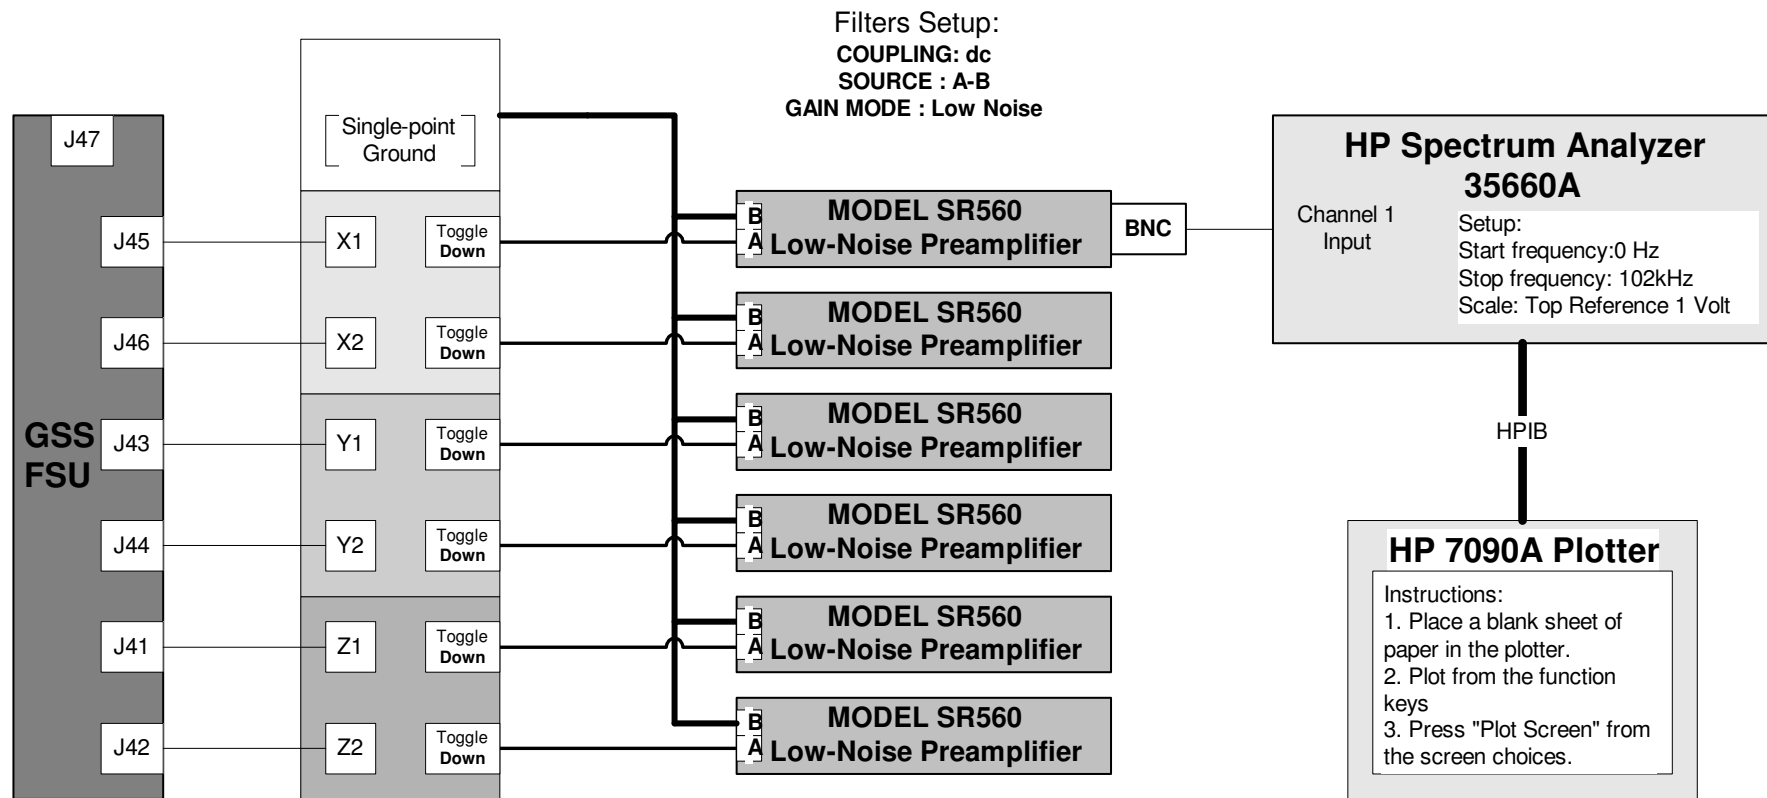 Filters Setup:
COUPLING: dc
SOURCE : A-B
GAIN MODE : Low Noise
J47
Single-point
Ground
GSS
FSU
J45
X1
Toggle
Down
B
A
MODEL SR560
Low-Noise Preamplifier
BNC
J46
X2
Toggle
Down
B
A
MODEL SR560
Low-Noise Preamplifier
J43
Y1
Toggle
Down
B
A
MODEL SR560
Low-Noise Preamplifier
J44
Y2
Toggle
Down
B
A
MODEL SR560
Low-Noise Preamplifier
J41
Z1
Toggle
Down
B
A
MODEL SR560
Low-Noise Preamplifier
J42
Z2
Toggle
Down
B
A
MODEL SR560
Low-Noise Preamplifier
HP Spectrum Analyzer
35660A
Channel 1
Input
Setup:
Start frequency:0 Hz
Stop frequency: 102kHz
Scale: Top Reference 1 Volt
HPIB
HP 7090A Plotter
Instructions:
1. Place a blank sheet of
paper in the plotter.
2. Plot from the function
keys
3. Press "Plot Screen" from
the screen choices.